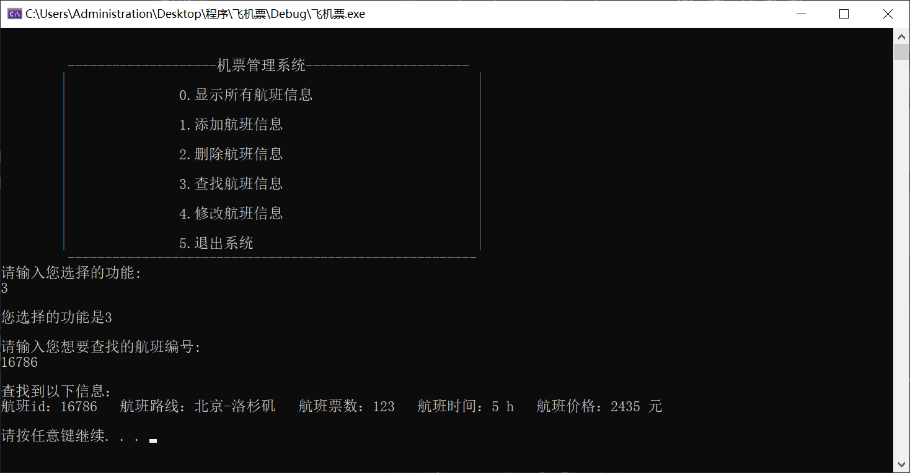 C:\Users\Administration\Desktop\程序\飞机票\Debug\飞机票.exe
--------------------机票管理系统----------------------
0.显示所有航班信息
1.添加航班信息
2.删除航班信息
3.查找航班信息
4.修改航班信息
5.退出系统
-------------------------------------------------------
请输入您选择的功能:
3
您选择的功能是3
请输入您想要查找的航班编号:
16786
查找到以下信息:
航班id: 16786 航班路线: 北京-洛杉矶 航班票数: 123 航班时间: 5 h 航班价格: 2435 元
请按任意键继续. . .